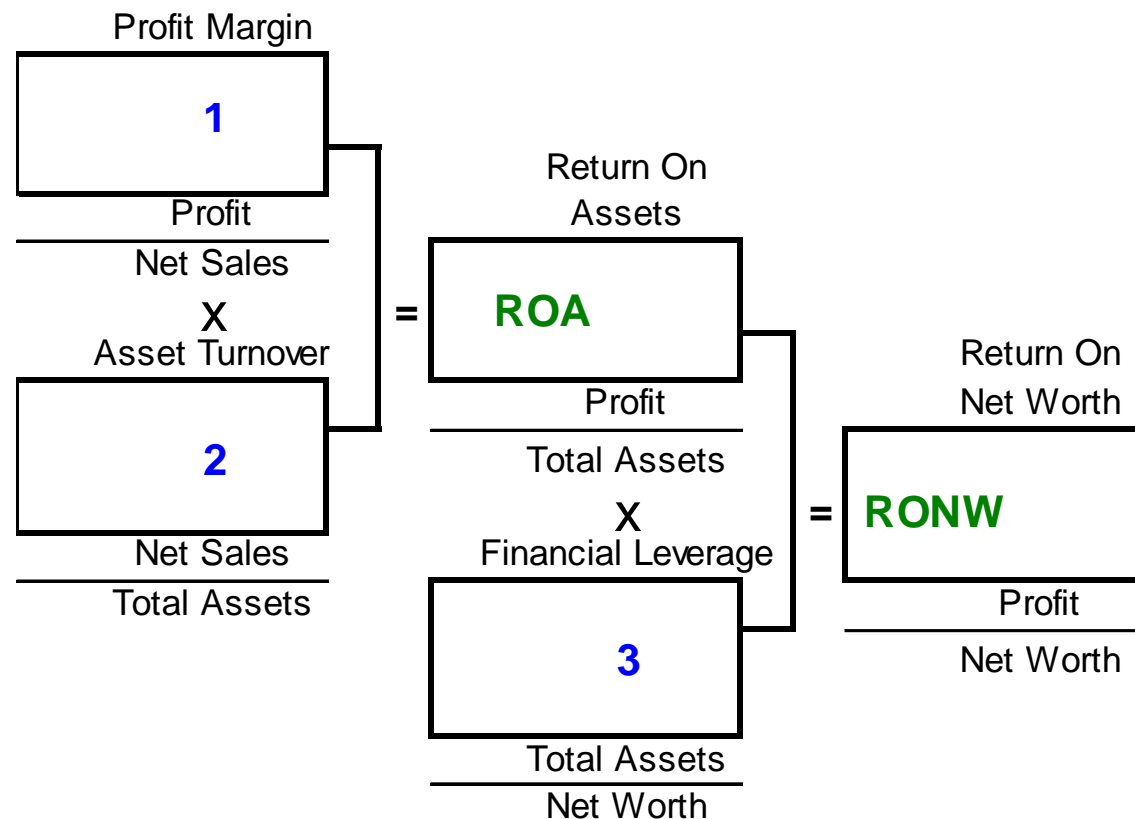 Profit Margin
1
Profit
Net Sales
X
Asset Turnover
2
Net Sales
Total Assets
=
Return On
Assets
ROA
Profit
Total Assets
X
Financial Leverage
3
Total Assets
Net Worth
=
Return On
Net Worth
RONW
Profit
Net Worth